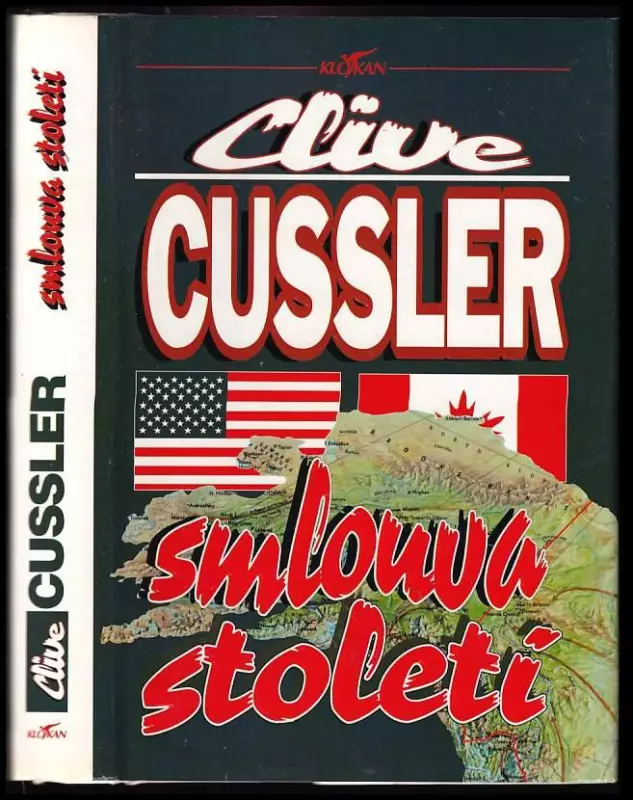 KLOKAN
Clive
CUSSLER
smlouva
století
smlouva století
Clive CUSSLER
KLOKAN